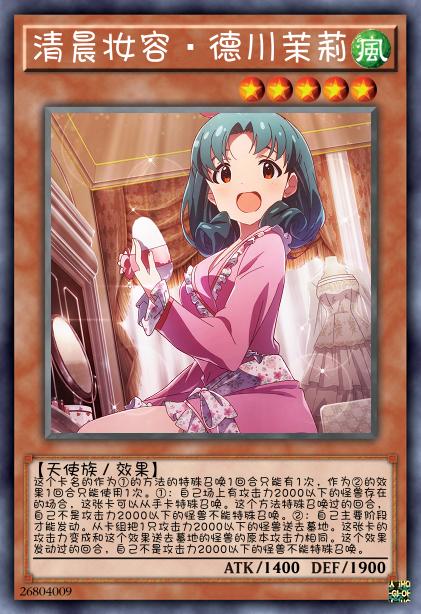 清晨妆容·德川茉莉
風
【天使族／效果】
这个卡名的作为①的方法的特殊召唤1回合只能有1次，作为②的效
果1回合只能使用1次。①：自己场上有攻击力2000以下的怪兽存在
的场合，这张卡可以从手卡特殊召唤。这个方法特殊召唤过的回合，
自己不是攻击力2000以下的怪兽不能特殊召唤。②：自己主要阶段
才能发动。从卡组把1只攻击力2000以下的怪兽送去墓地。这张卡的
攻击力变成和这个效果送去墓地的怪兽的原本攻击力相同。这个效果
发动过的回合，自己不是攻击力2000以下的怪兽不能特殊召唤。
ATK/1400 DEF/1900
26804009